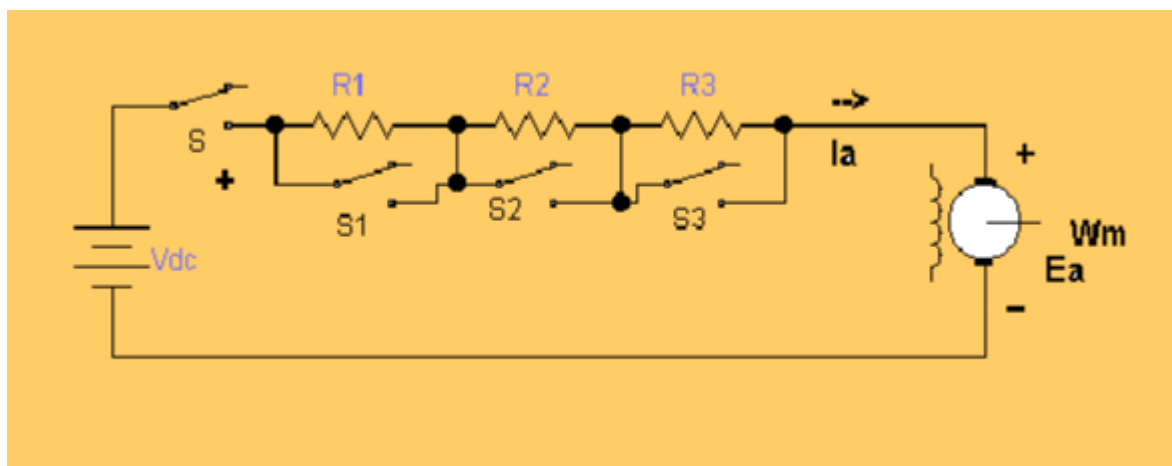 R1
R2
R3
-->
Ia
S
+
S1
S2
S3
+
Wm
Ea
Vdc
-